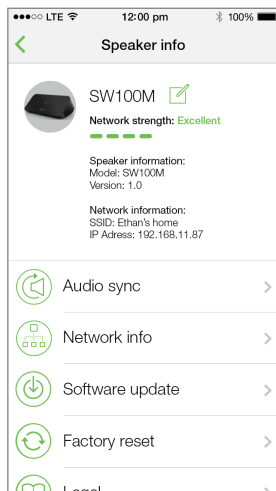 LTE 12:00 pm 100%
Speaker info
SW100M
Network strength: Excellent
Speaker information:
Model: SW100M
Version: 1.0
Network information:
SSID: Ethan's home
IP Adress: 192.168.11.87
Audio sync
Network info
Software update
Factory reset
Legal